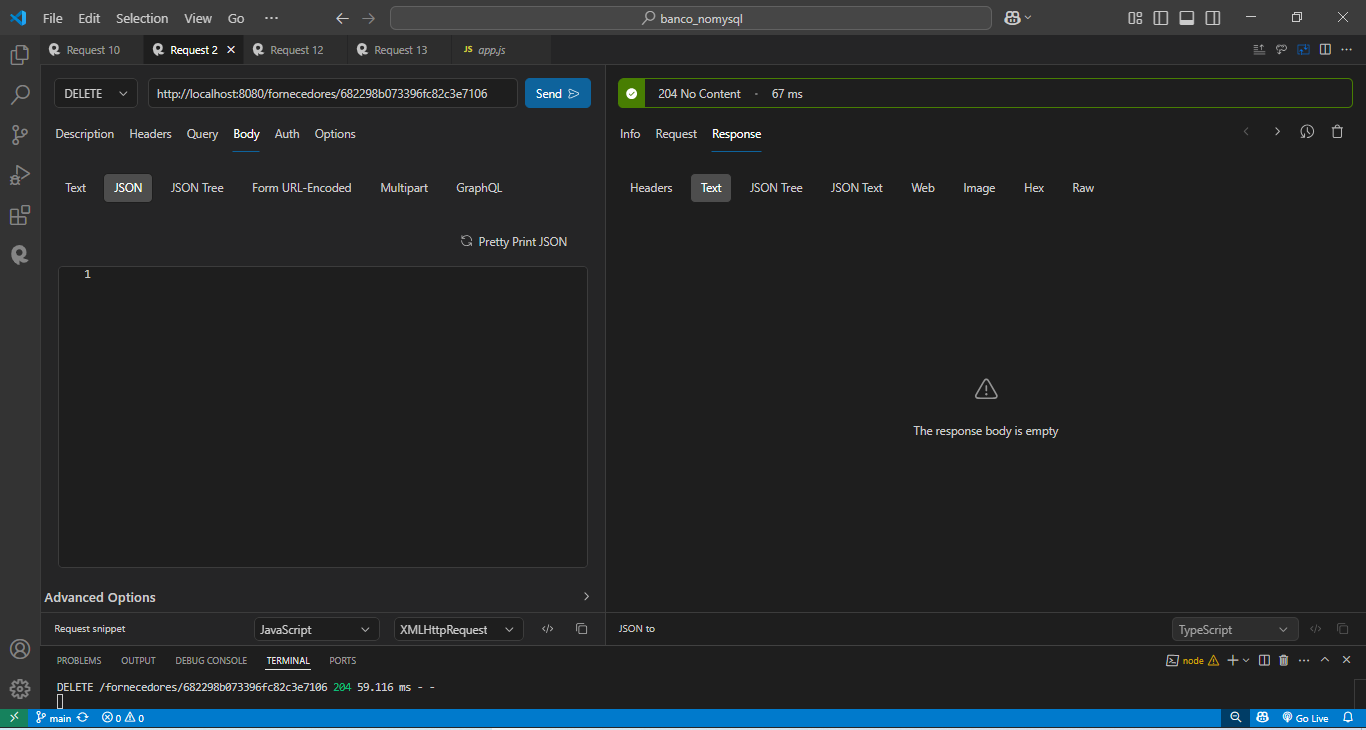 File Edit Selection View Go ··· banco_nomysql
Request 10 Request 2 Request 12 Request 13 JS app.js
DELETE http://localhost:8080/fornecedores/682298b073396fc82c3e7106 Send 204 No Content · 67 ms
Description Headers Query Body Auth Options Info Request Response
Text JSON JSON Tree Form URL-Encoded Multipart GraphQL Headers Text JSON Tree JSON Text Web Image Hex Raw
Pretty Print JSON
1
The response body is empty
Advanced Options
Request snippet JavaScript XMLHttpRequest JSON to TypeScript
PROBLEMS OUTPUT DEBUG CONSOLE TERMINAL PORTS node
DELETE /fornecedores/682298b073396fc82c3e7106 204 59.116 ms - -
main 0 0 Go Live